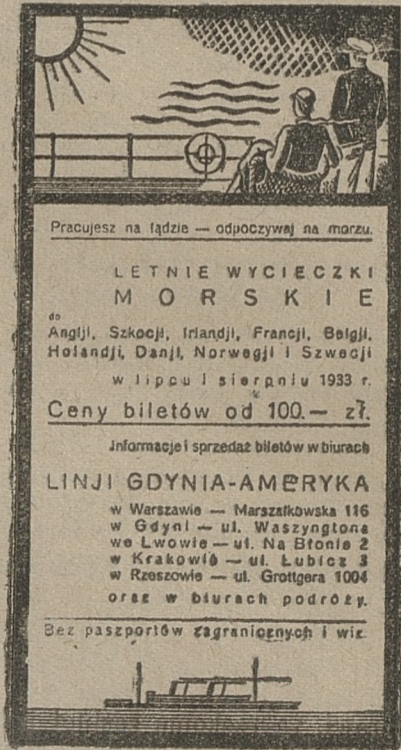 Pracujesz na lądzie — odpoczywaj na morzu.
LETNIE WYCIECZKI
MORSKIE
do
Anglji, Szkocji, Irlandji, Francji, Belgji,
Holandji, Danji, Norwegji i Szwecji
w lipcu i sierpniu 1933 r.
Ceny biletów od 100.— zł.
Informacje i sprzedaż biletów w biurach
LINJI GDYNIA-AMERYKA
w Warszawie — Marszałkowska 116
w Gdyni — ul. Waszyngtona
we Lwowie — ul. Na Błonie 2
w Krakowie — ul. Lubicz 3
w Rzeszowie — ul. Grottgera 1004
oraz w biurach podróży.
Bez paszportów zagranicznych i wiz.